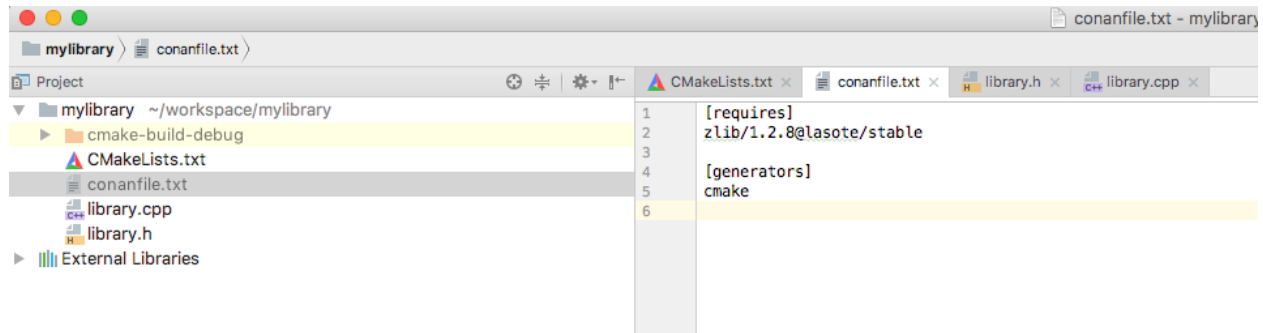 conanfile.txt - mylibrary
mylibrary conanfile.txt
Project
CMakeLists.txt conanfile.txt library.h library.cpp
mylibrary ~/workspace/mylibrary
cmake-build-debug
CMakeLists.txt
conanfile.txt
library.cpp
library.h
External Libraries
1 [requires]
2 zlib/1.2.8@lasote/stable
3
4 [generators]
5 cmake
6